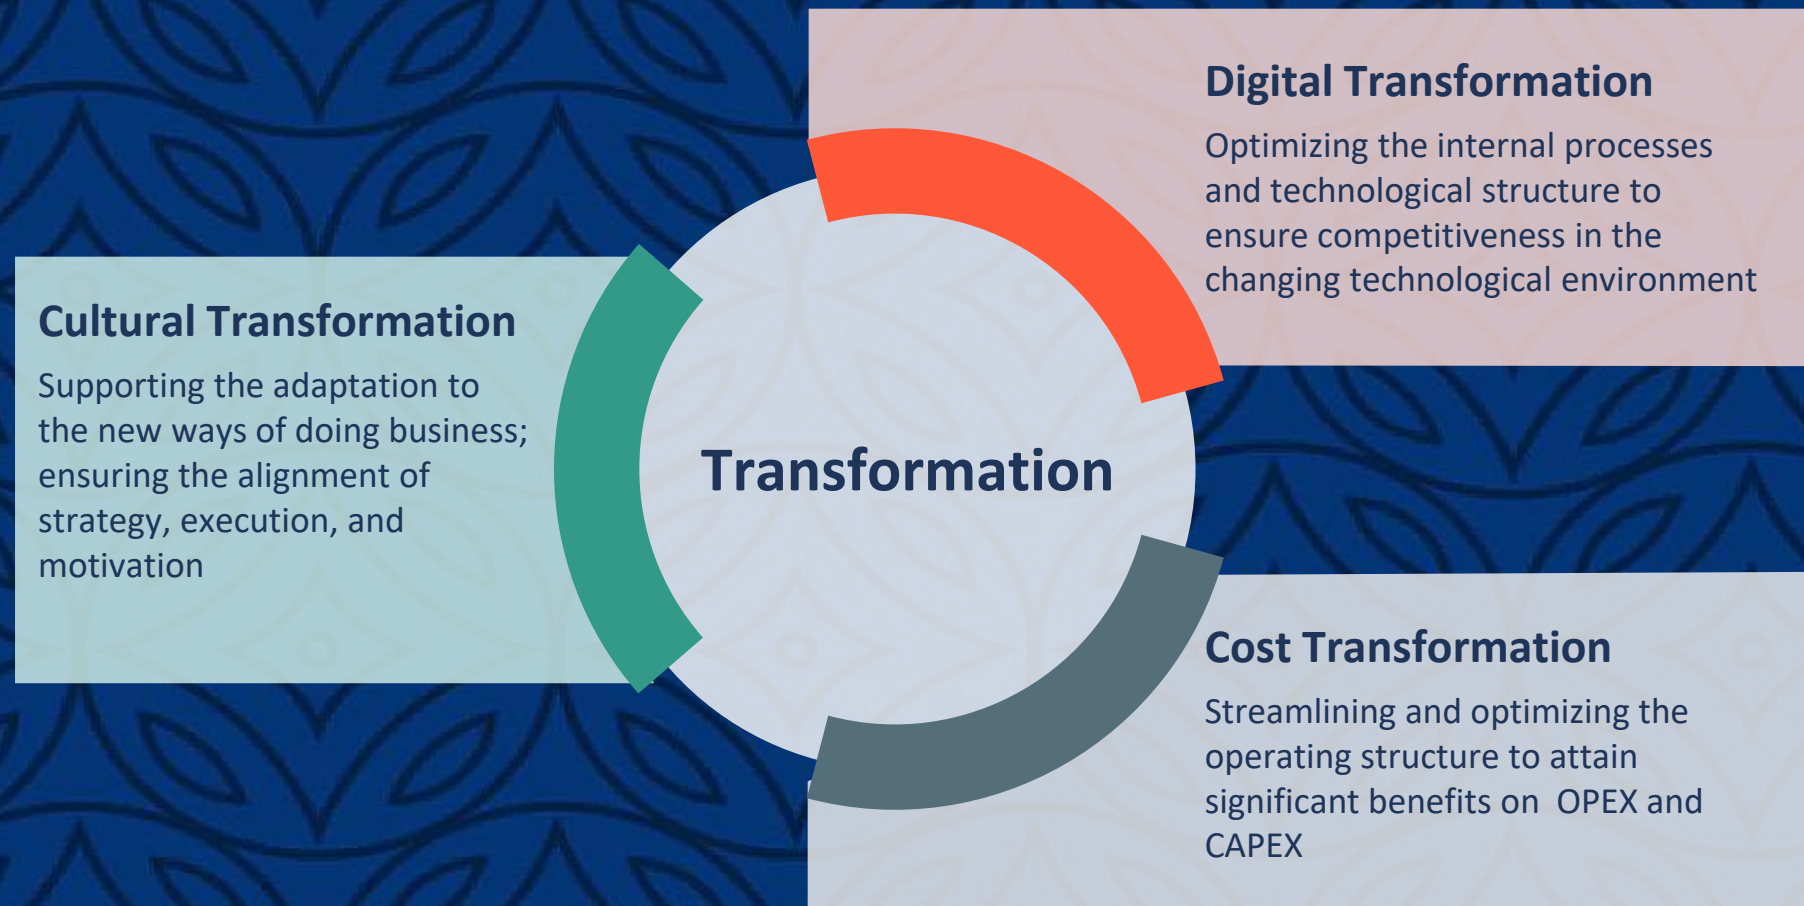 Digital Transformation
Optimizing the internal processes
and technological structure to
ensure competitiveness in the
changing technological environment
Cultural Transformation
Supporting the adaptation to
the new ways of doing business;
ensuring the alignment of
strategy, execution, and
motivation
Transformation
Cost Transformation
Streamlining and optimizing the
operating structure to attain
significant benefits on  OPEX and
CAPEX